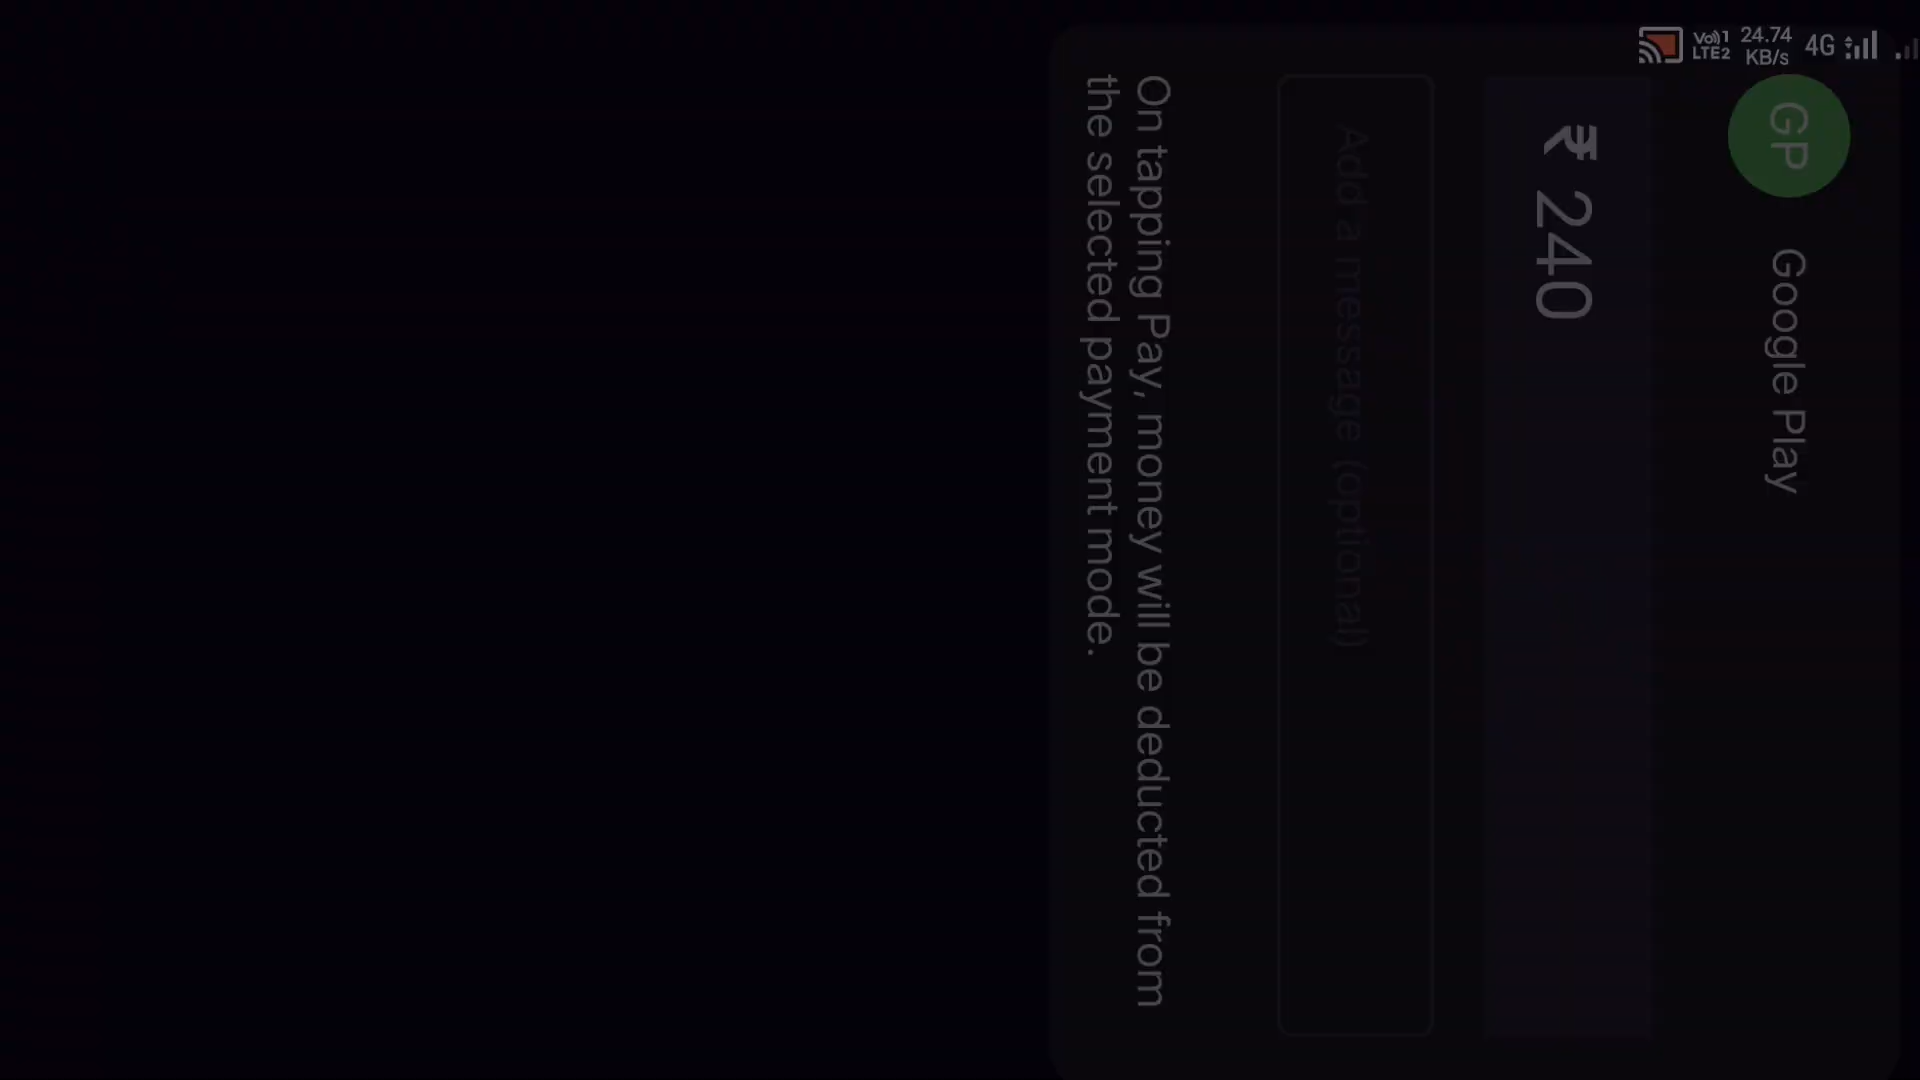 Vo)) 1
LTE2
24.74
KB/s
4G
GP
Google Play
₹ 240
Add a message (optional)
On tapping Pay, money will be deducted from
the selected payment mode.